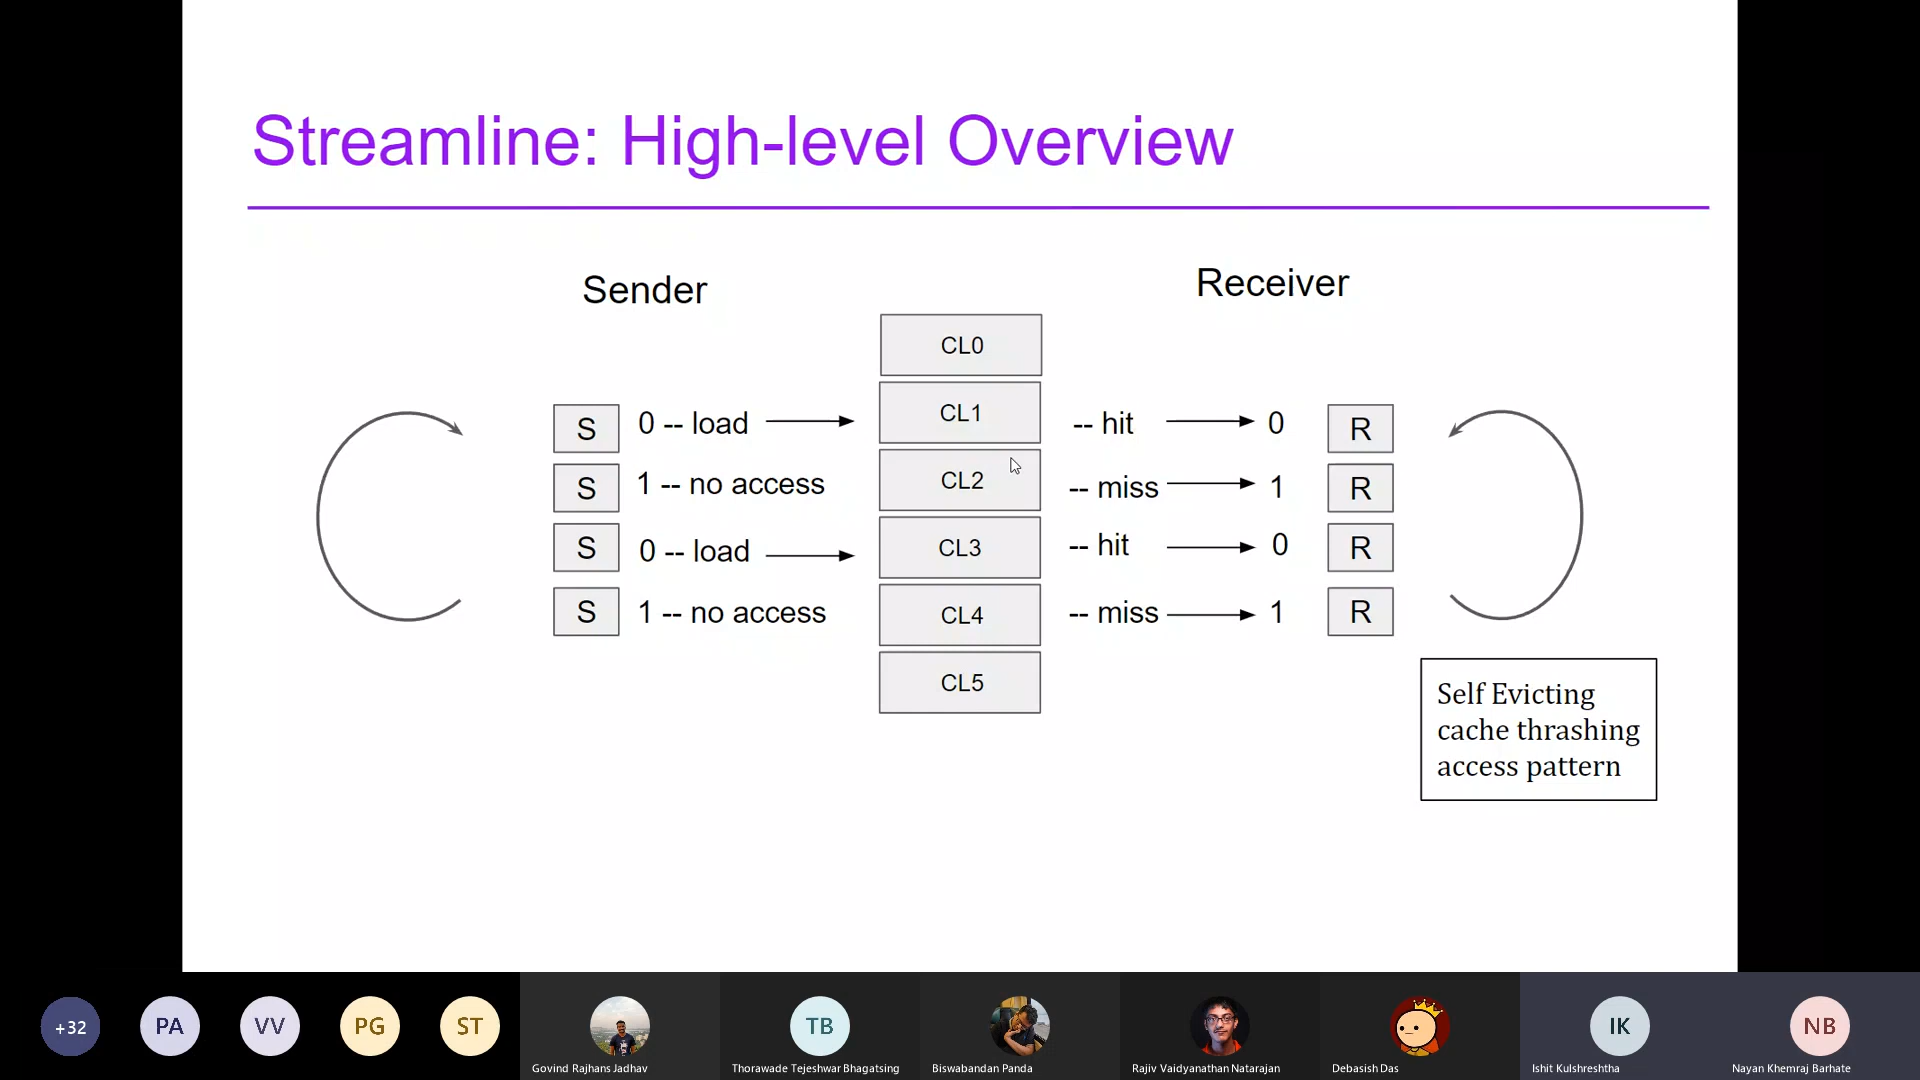 Streamline: High-level Overview
Sender
Receiver
CL0
S 0 -- load CL1 -- hit 0 R
S 1 -- no access CL2 -- miss 1 R
S 0 -- load CL3 -- hit 0 R
S 1 -- no access CL4 -- miss 1 R
CL5
Self Evicting
cache thrashing
access pattern
+32 PA VV PG ST TB IK NB
Govind Rajhans Jadhav Thorawade Tejeshwar Bhagatsing Biswabandan Panda Rajiv Vaidyanathan Natarajan Debasish Das Ishit Kulshreshtha Nayan Khemraj Barhate